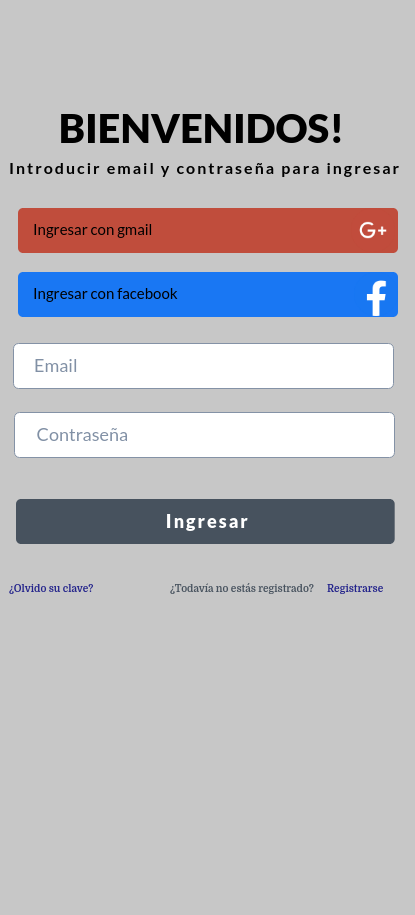 BIENVENIDOS!
Introducir email y contraseña para ingresar
Ingresar con gmail G+
Ingresar con facebook f
Email
Contraseña
Ingresar
¿Olvido su clave? ¿Todavía no estás registrado? Registrarse